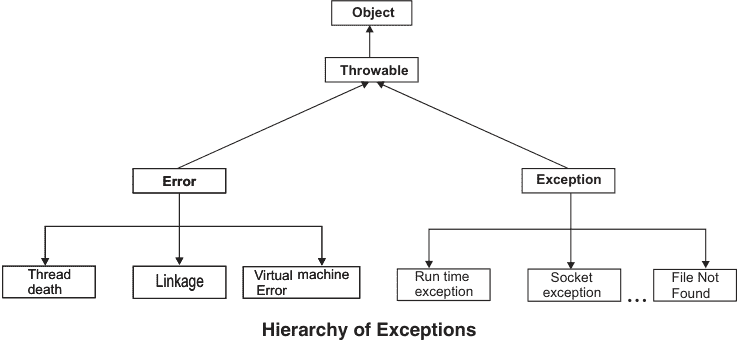 Object
Throwable
Error
Exception
Thread
death
Linkage
Virtual machine
Error
Run time
exception
Socket
exception
...
File Not
Found
Hierarchy of Exceptions